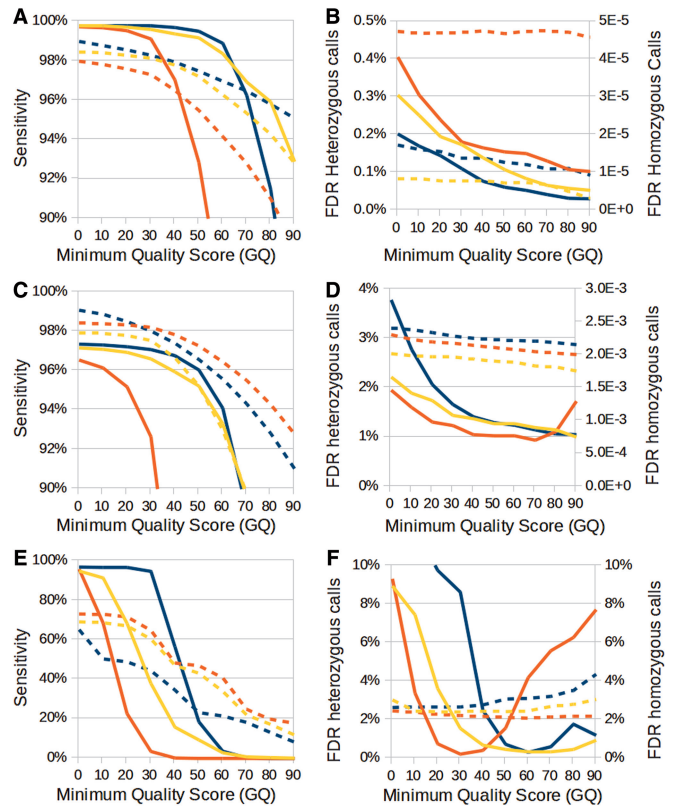 A
100%
98%
96%
94%
92%
90%
Sensitivity
0 10 20 30 40 50 60 70 80 90
Minimum Quality Score (GQ)
B
0.5%
0.4%
0.2%
0.1%
0.0%
FDR Heterozygous calls
5E-5
4E-5
3E-5
2E-5
1E-5
0E+0
FDR Homozygous Calls
0 10 20 30 40 50 60 70 80 90
Minimum Quality Score (GQ)
C
100%
98%
96%
94%
92%
90%
Sensitivity
0 10 20 30 40 50 60 70 80 90
Minimum Quality Score (GQ)
D
4%
3%
2%
1%
0%
FDR heterozygous calls
3.0E-3
2.5E-3
2.0E-3
1.5E-3
1.0E-3
5.0E-4
0.0E+0
FDR homozygous calls
0 10 20 30 40 50 60 70 80 90
Minimum Quality Score (GQ)
E
100%
80%
60%
40%
20%
0%
Sensitivity
0 10 20 30 40 50 60 70 80 90
Minimum Quality Score (GQ)
F
10%
8%
6%
4%
2%
0%
FDR heterozygous calls
10%
8%
6%
4%
2%
0%
FDR homozygous calls
0 10 20 30 40 50 60 70 80 90
Minimum Quality Score (GQ)